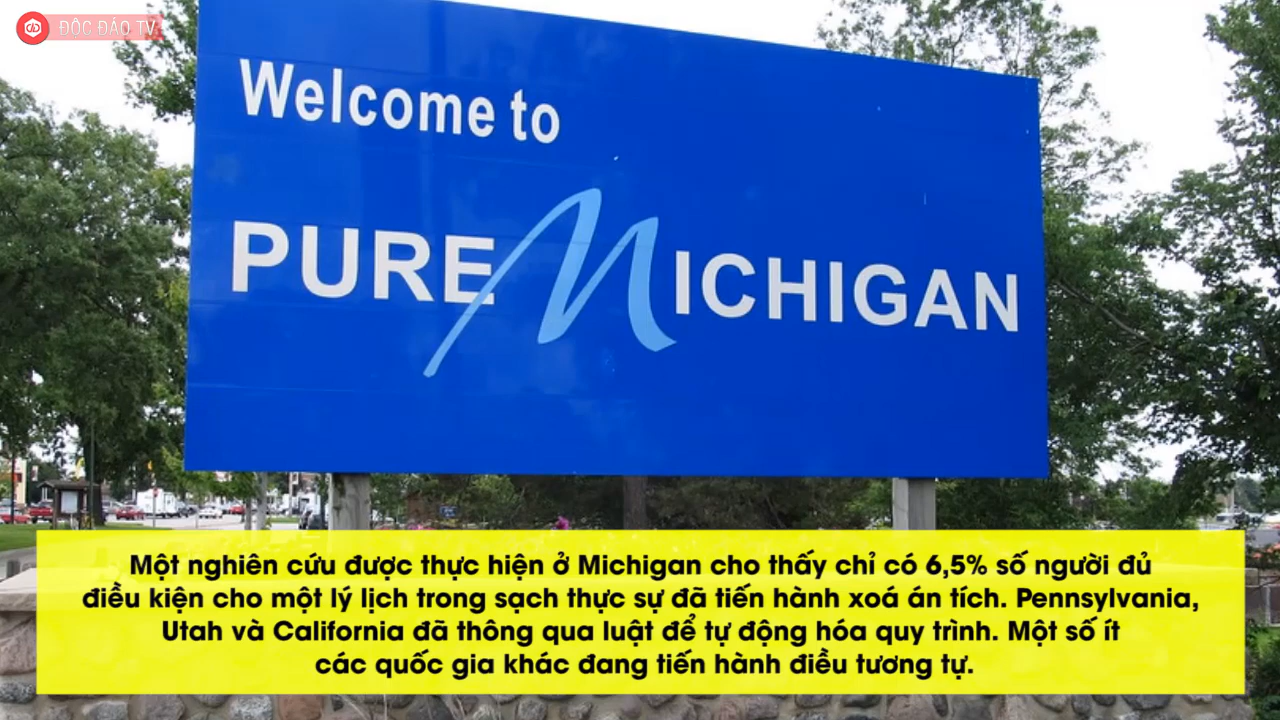 ĐỘC ĐÁO TV
Welcome to
PURE MICHIGAN
Một nghiên cứu được thực hiện ở Michigan cho thấy chỉ có 6,5% số người đủ
điều kiện cho một lý lịch trong sạch thực sự đã tiến hành xoá án tích. Pennsylvania,
Utah và California đã thông qua luật để tự động hóa quy trình. Một số ít
các quốc gia khác đang tiến hành điều tương tự.